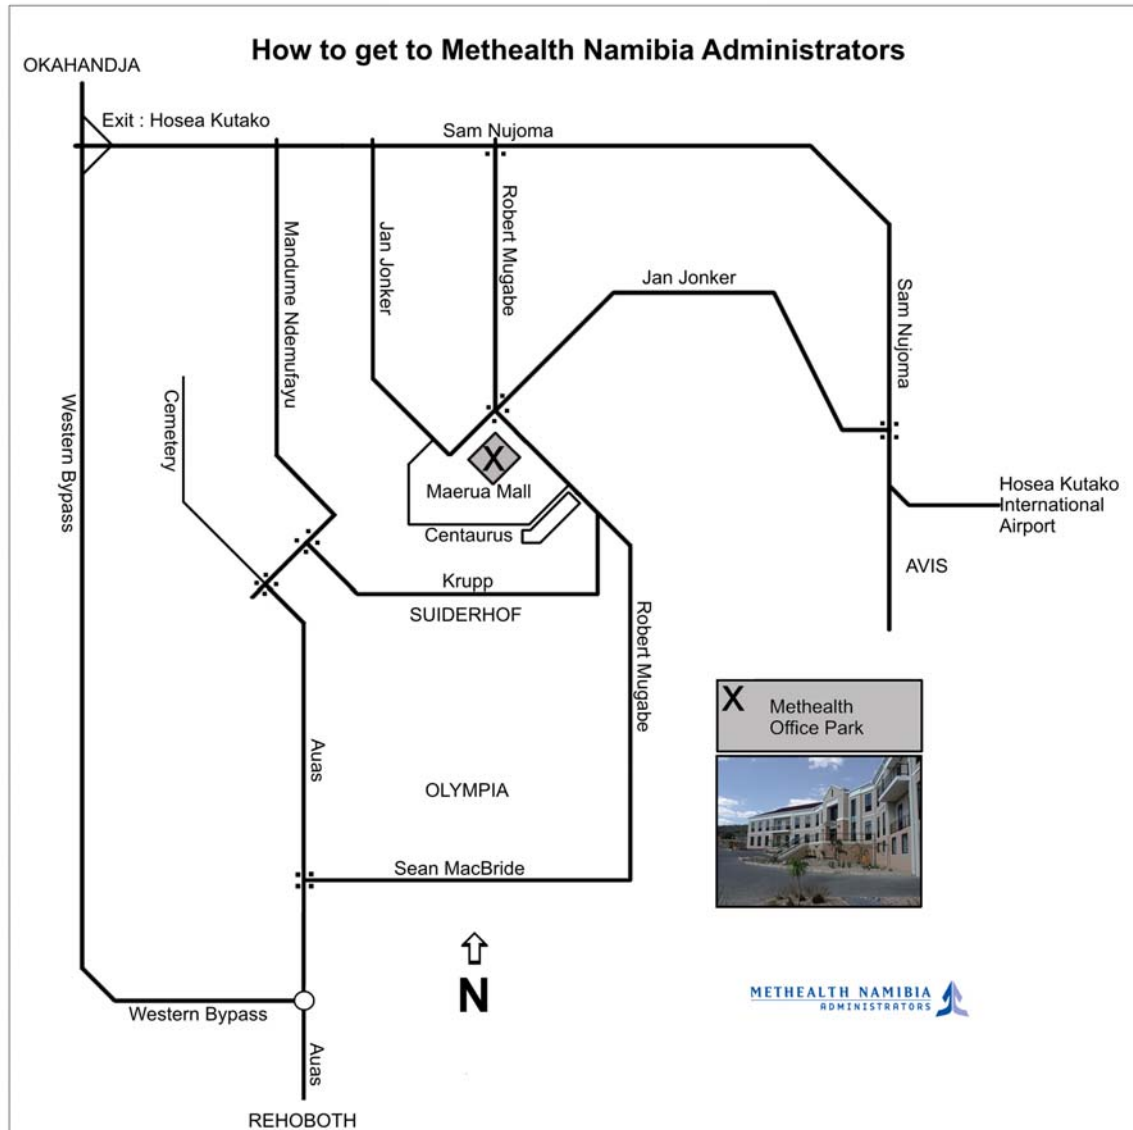 How to get to Methealth Namibia Administrators
OKAHANDJA
Exit : Hosea Kutako
Sam Nujoma
Mandume Ndemufayu
Jan Jonker
Robert Mugabe
Jan Jonker
Sam Nujoma
Western Bypass
Cemetery
X
Maerua Mall
Centaurus
Hosea Kutako
International
Airport
AVIS
Krupp
SUIDERHOF
Robert Mugabe
X
Methealth
Office Park
Auas
OLYMPIA
Sean MacBride
N
METHEALTH NAMIBIA
ADMINISTRATORS
Western Bypass
Auas
REHOBOTH